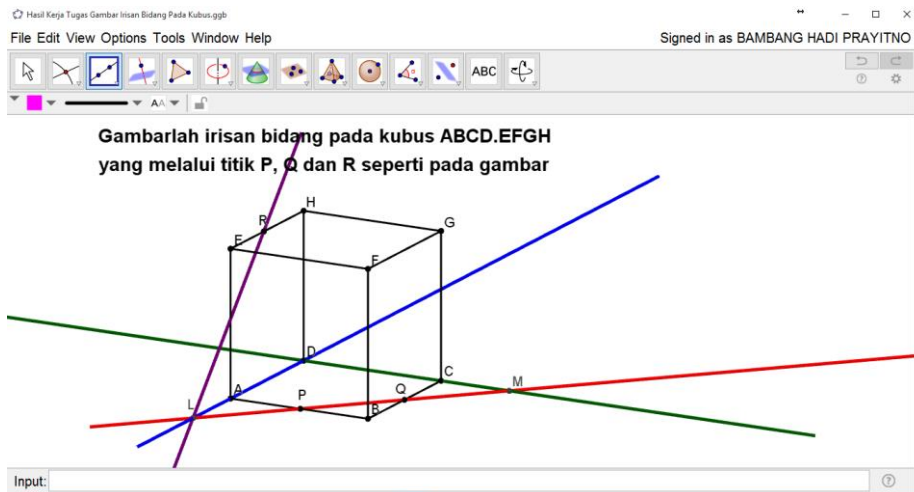 Hasil Kerja Tugas Gambar Irisan Bidang Pada Kubus.ggb
File Edit View Options Tools Window Help
Signed in as BAMBANG HADI PRAYITNO
ABC
AA
Gambarlah irisan bidang pada kubus ABCD.EFGH
yang melalui titik P, Q dan R seperti pada gambar
H
R
G
E
F
D
C
M
A
Q
P
L
B
Input: